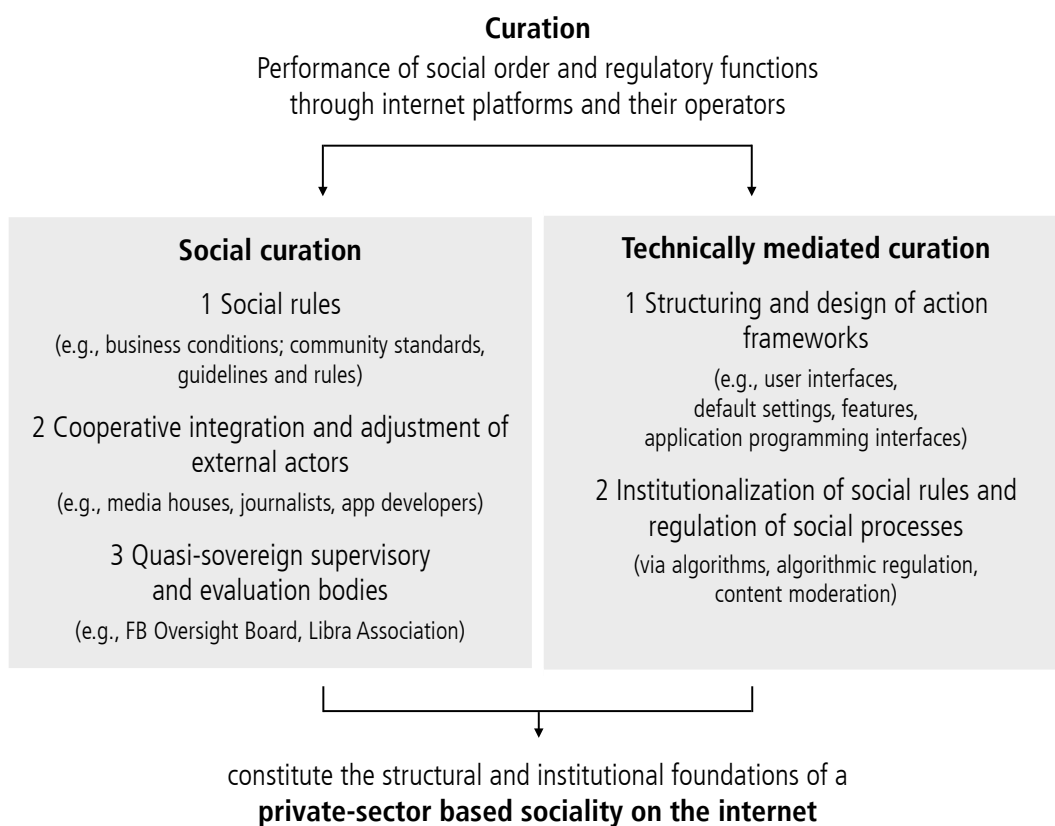 Curation
Performance of social order and regulatory functions
through internet platforms and their operators
Social curation
1 Social rules
(e.g., business conditions; community standards,
guidelines and rules)
2 Cooperative integration and adjustment of
external actors
(e.g., media houses, journalists, app developers)
3 Quasi-sovereign supervisory
and evaluation bodies
(e.g., FB Oversight Board, Libra Association)
Technically mediated curation
1 Structuring and design of action
frameworks
(e.g., user interfaces,
default settings, features,
application programming interfaces)
2 Institutionalization of social rules and
regulation of social processes
(via algorithms, algorithmic regulation,
content moderation)
constitute the structural and institutional foundations of a
private-sector based sociality on the internet